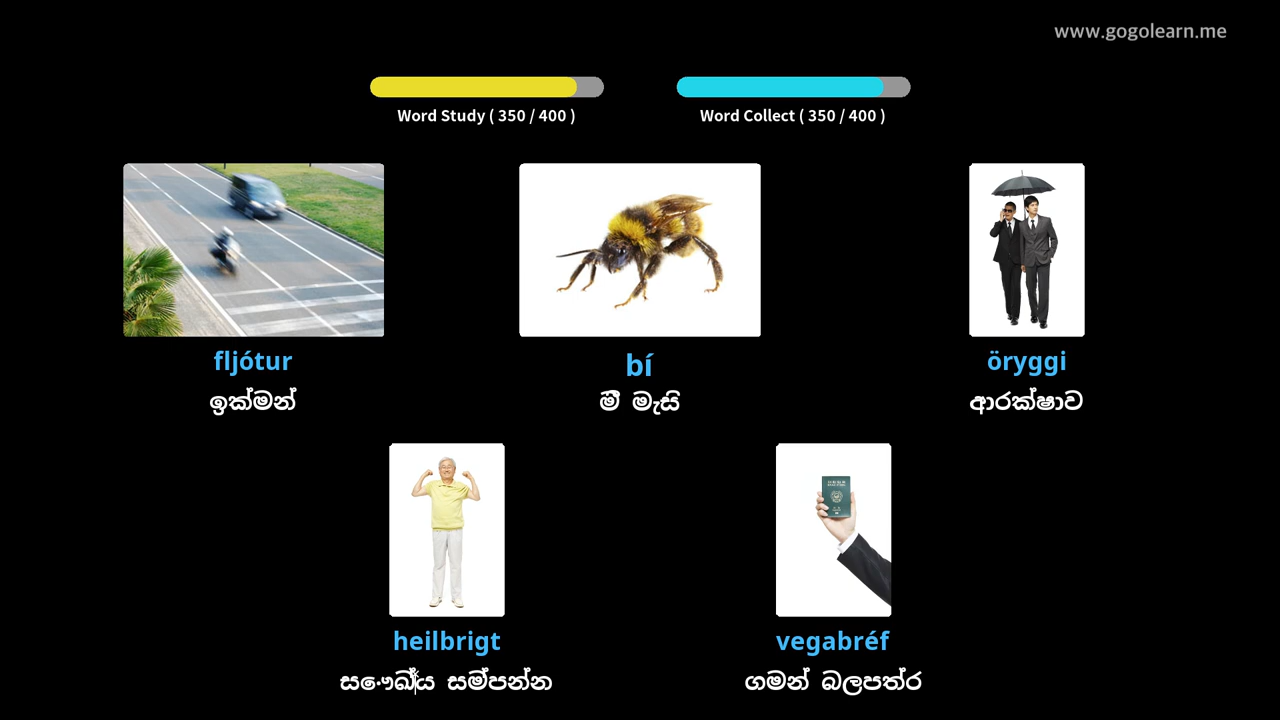 www.gogolearn.me
Word Study ( 350 / 400 )
Word Collect ( 350 / 400 )
fljótur
bí
öryggi
ඉක්මන්
මී මැසි
ආරක්ෂාව
heilbrigt
vegabréf
සෞඛ්‍ය සම්පන්න
ගමන් බලපත්ර